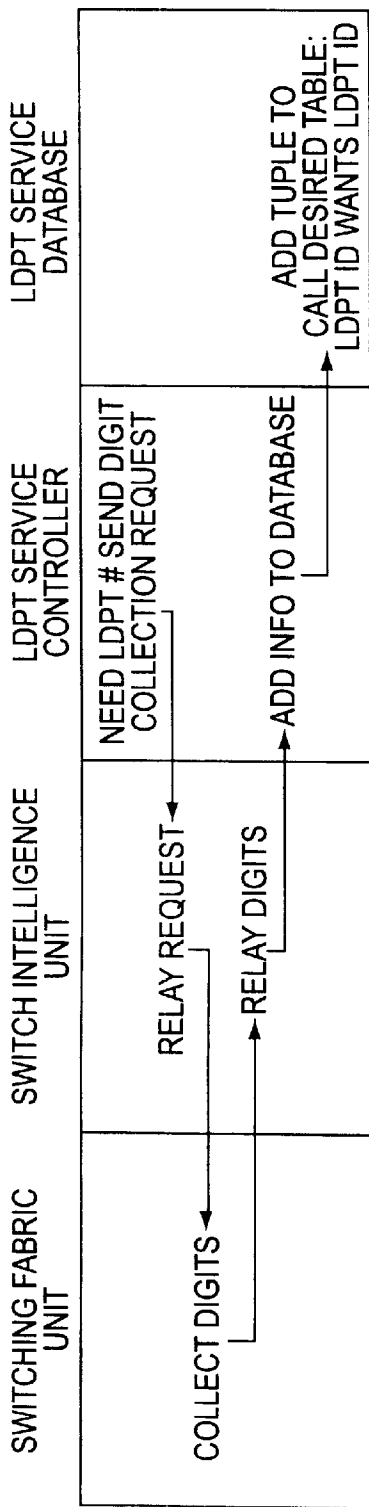 SWITCHING FABRIC
UNIT
SWITCH INTELLIGENCE
UNIT
LDPT SERVICE
CONTROLLER
LDPT SERVICE
DATABASE
NEED LDPT # SEND DIGIT
COLLECTION REQUEST
RELAY REQUEST
COLLECT DIGITS
RELAY DIGITS
ADD INFO TO DATABASE
ADD TUPLE TO
CALL DESIRED TABLE:
LDPT ID WANTS LDPT ID